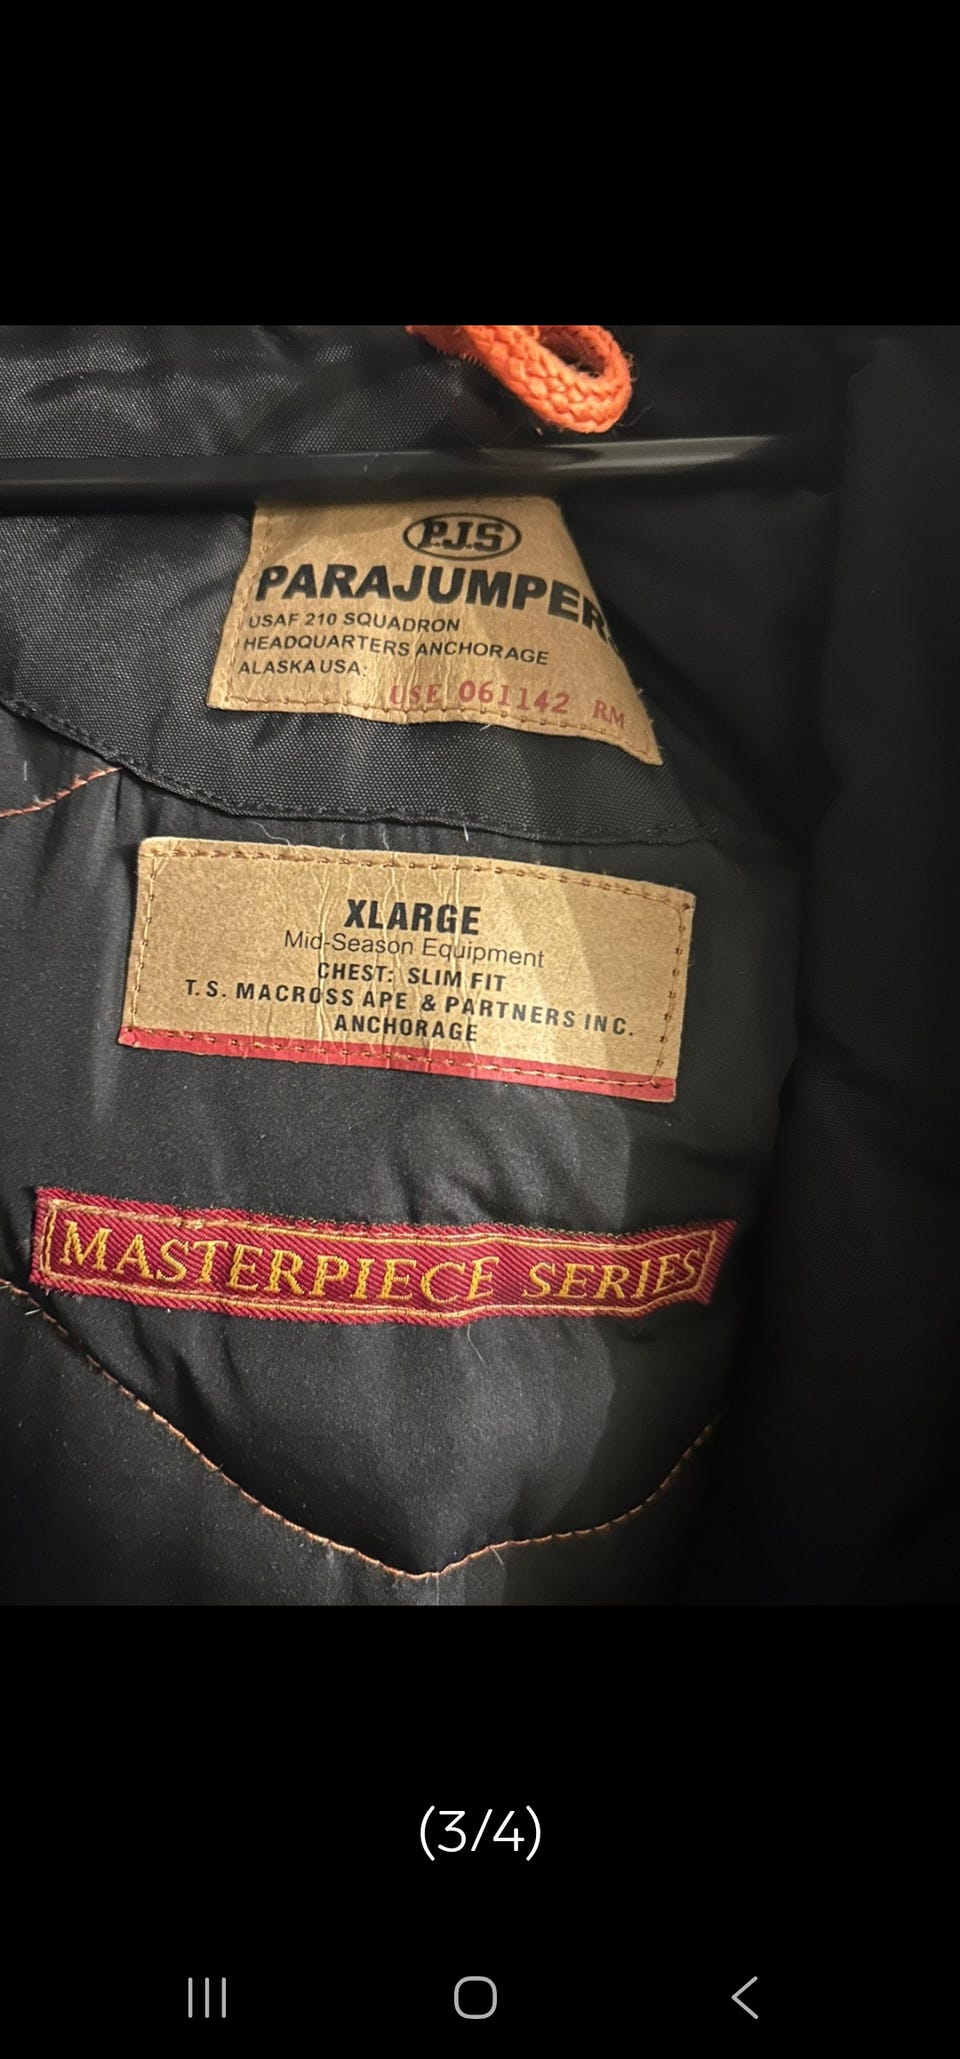 P.J.S
PARAJUMPERS
USAF 210 SQUADRON
HEADQUARTERS ANCHORAGE
ALASKA USA:
USE 061142 RM
XLARGE
Mid-Season Equipment
CHEST: SLIM FIT
T. S. MACROSS APE & PARTNERS INC.
ANCHORAGE
MASTERPIECE SERIES
(3/4)